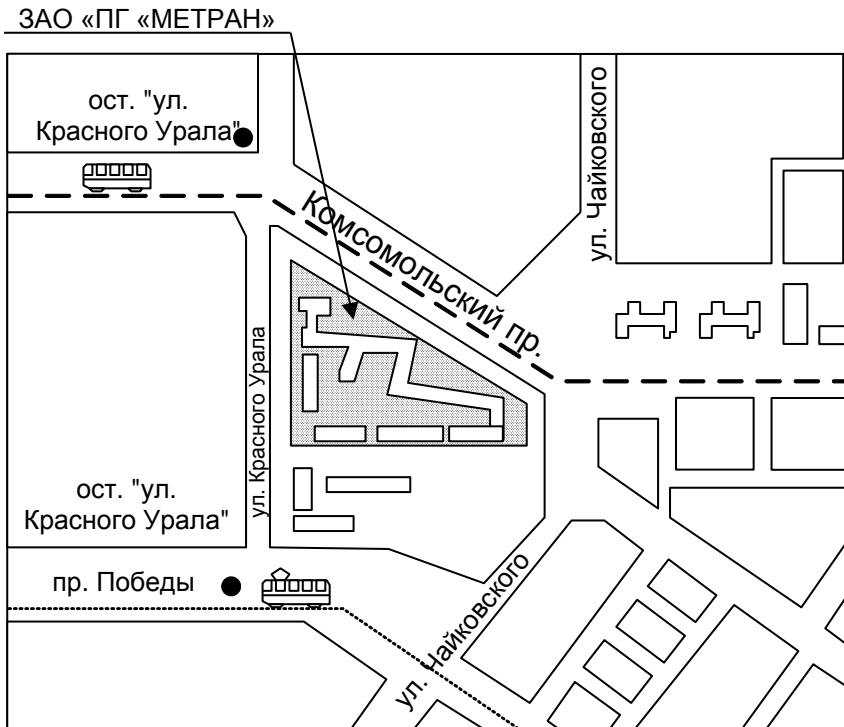 ЗАО «ПГ «МЕТРАН»
ост. "ул.
Красного Урала"
ул. Чайковского
Комсомольский пр.
ул. Красного Урала
ост. "ул.
Красного Урала"
пр. Победы
ул. Чайковского